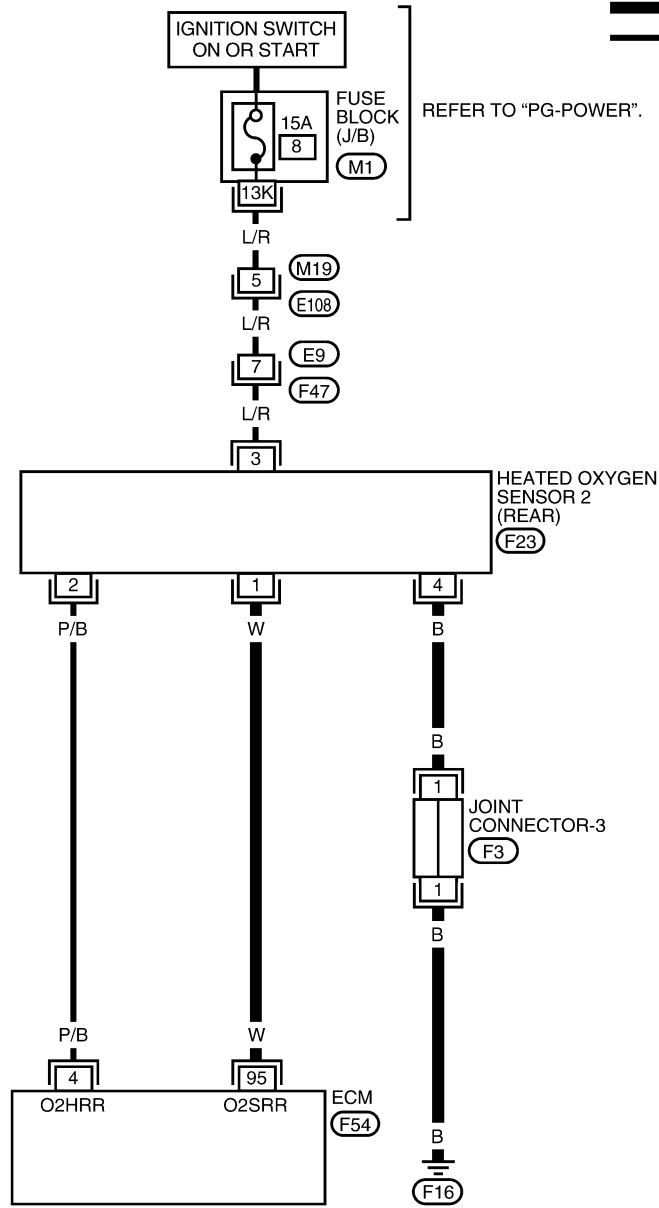 IGNITION SWITCH
ON OR START
FUSE
BLOCK
(J/B)
M1
15A
8
REFER TO “PG-POWER”.
13K
L/R
5
M19
E108
L/R
7
E9
F47
L/R
3
HEATED OXYGEN
SENSOR 2
(REAR)
F23
2
1
4
P/B
W
B
B
1
JOINT
CONNECTOR-3
F3
1
B
P/B
W
4
95
O2HRR
O2SRR
ECM
F54
B
F16